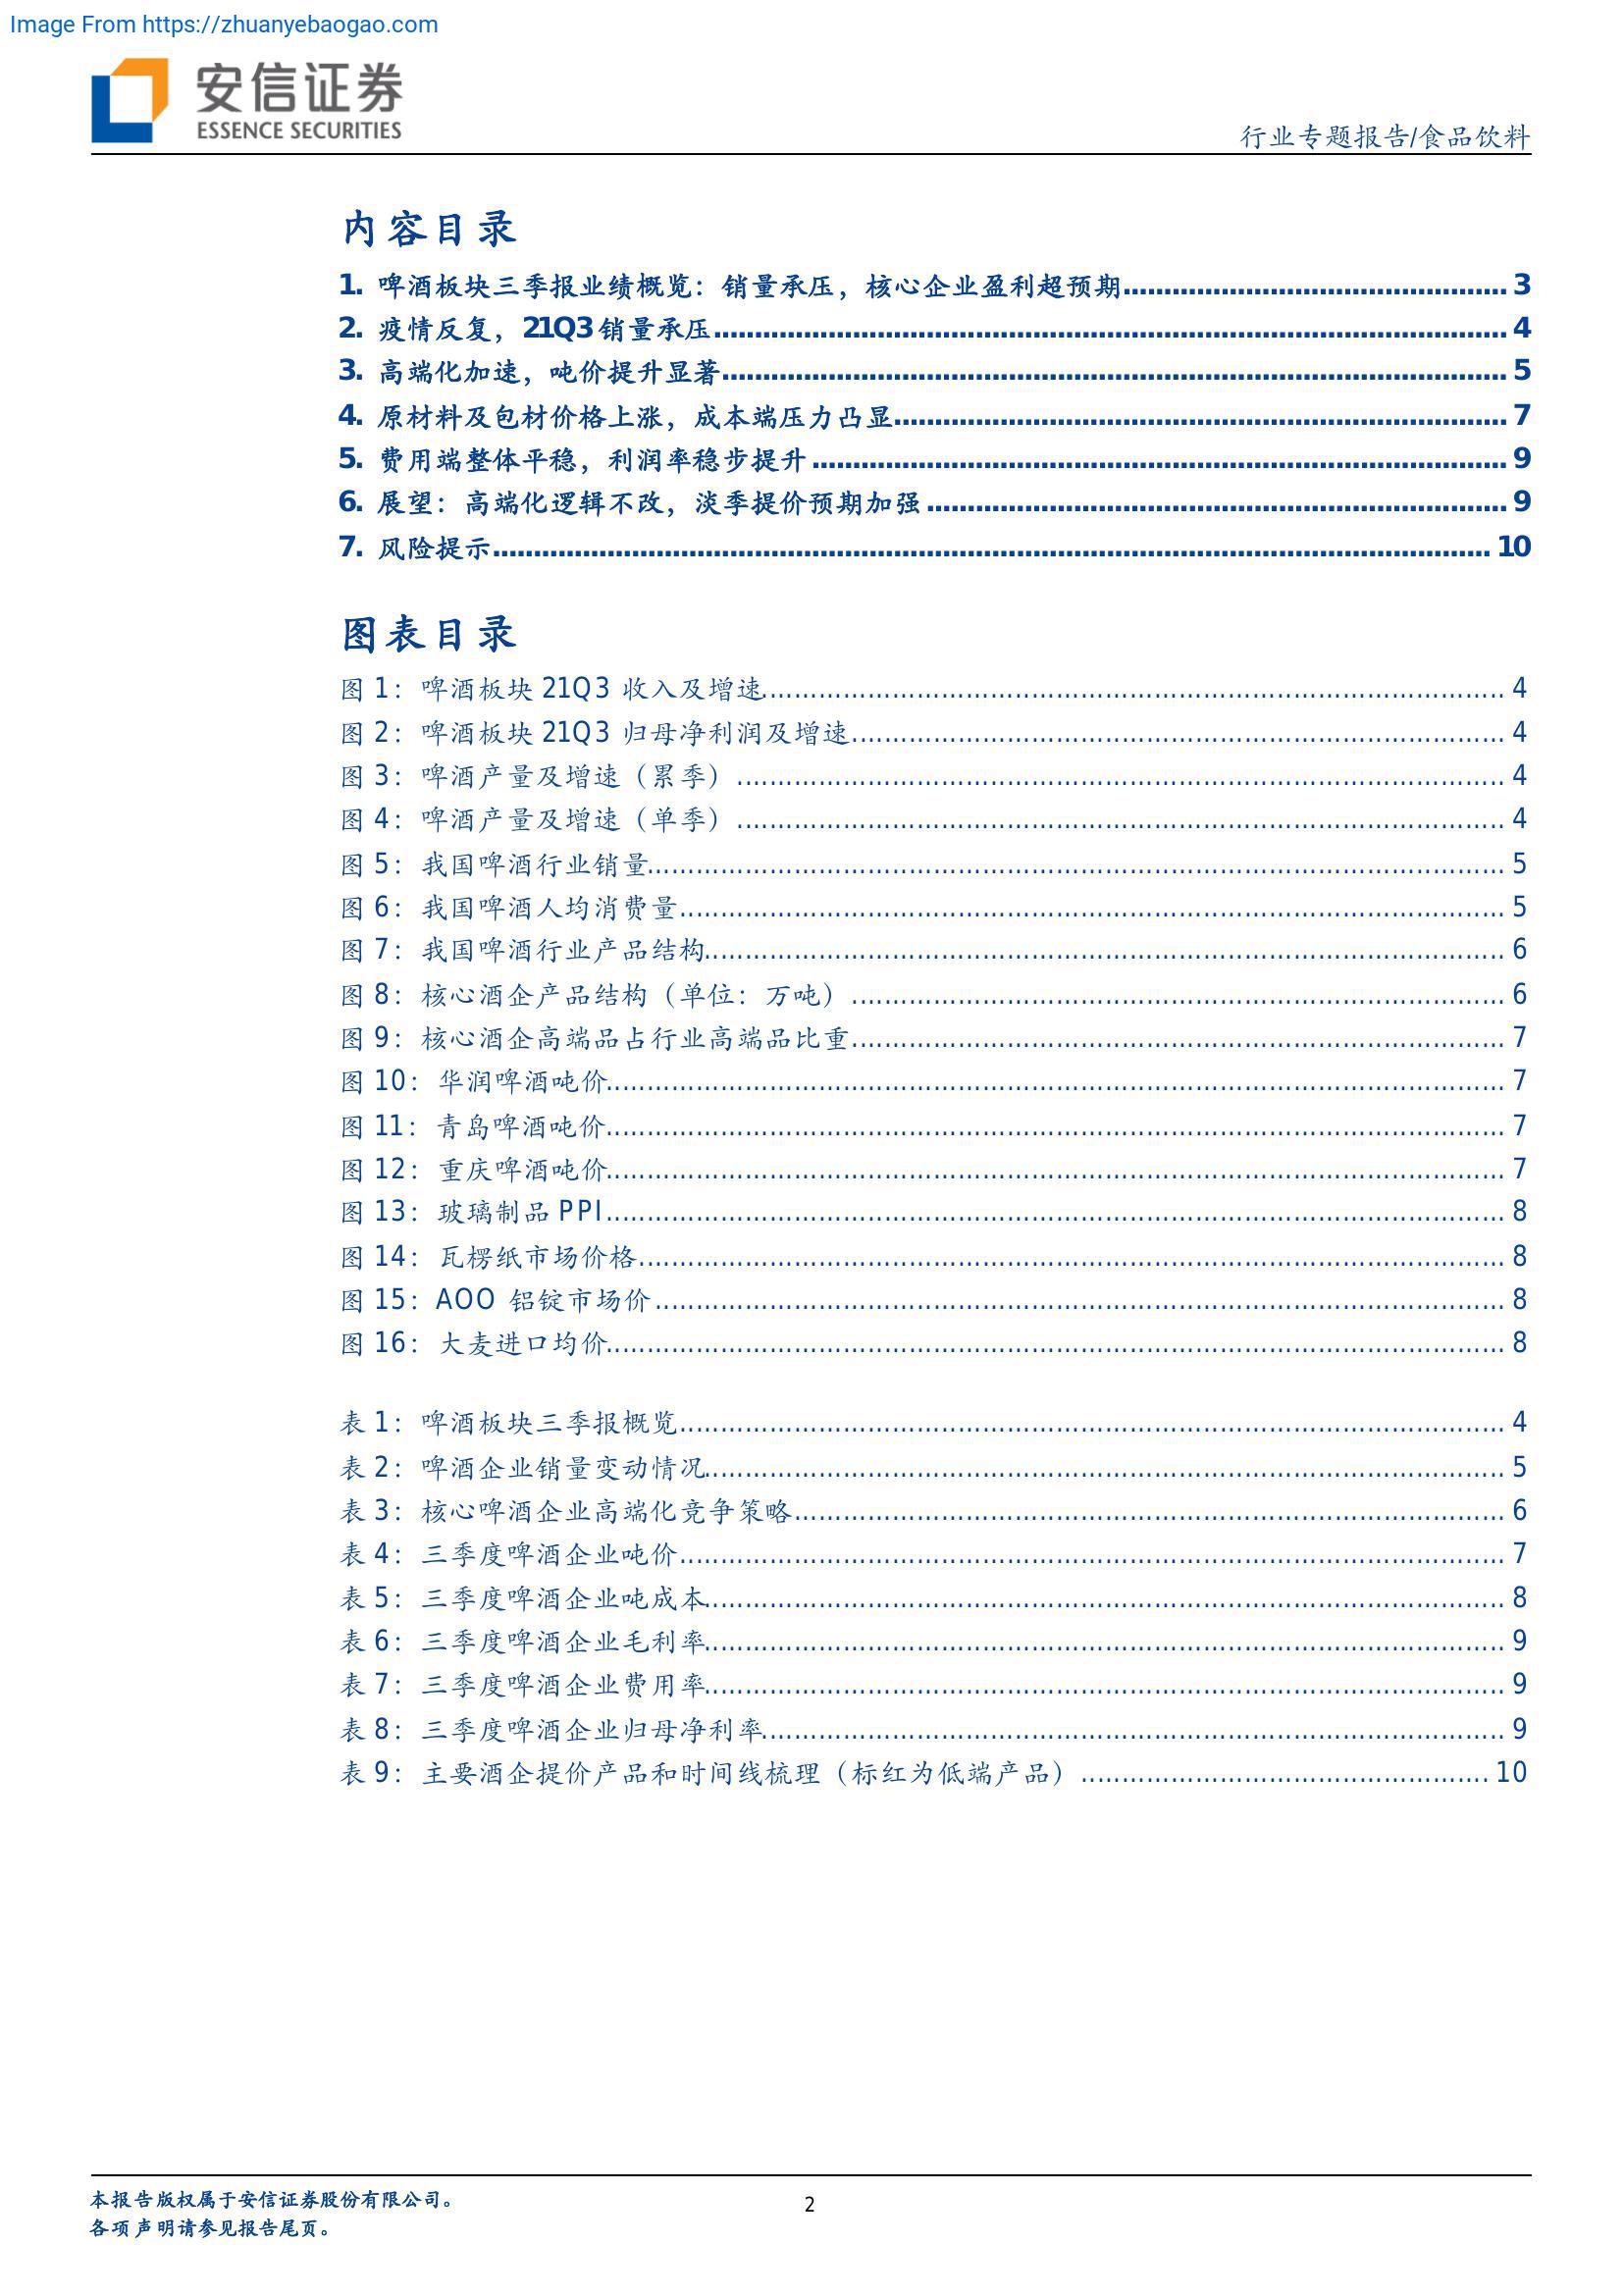 Image From https://zhuanyebaogao.com
安信证券
ESSENCE SECURITIES
行业专题报告/食品饮料
内容目录
1. 啤酒板块三季报业绩概览：销量承压，核心企业盈利超预期 3
2. 疫情反复，21Q3 销量承压 4
3. 高端化加速，吨价提升显著 5
4. 原材料及包材价格上涨，成本端压力凸显 7
5. 费用端整体平稳，利润率稳步提升 9
6. 展望：高端化逻辑不改，淡季提价预期加强 9
7. 风险提示 10
图表目录
图 1：啤酒板块 21Q3 收入及增速 4
图 2：啤酒板块 21Q3 归母净利润及增速 4
图 3：啤酒产量及增速（累季） 4
图 4：啤酒产量及增速（单季） 4
图 5：我国啤酒行业销量 5
图 6：我国啤酒人均消费量 5
图 7：我国啤酒行业产品结构 6
图 8：核心酒企产品结构（单位：万吨） 6
图 9：核心酒企高端品占行业高端品比重 7
图 10：华润啤酒吨价 7
图 11：青岛啤酒吨价 7
图 12：重庆啤酒吨价 7
图 13：玻璃制品 PPI 8
图 14：瓦楞纸市场价格 8
图 15：AOO 铝锭市场价 8
图 16：大麦进口均价 8
表 1：啤酒板块三季报概览 4
表 2：啤酒企业销量变动情况 5
表 3：核心啤酒企业高端化竞争策略 6
表 4：三季度啤酒企业吨价 7
表 5：三季度啤酒企业吨成本 8
表 6：三季度啤酒企业毛利率 9
表 7：三季度啤酒企业费用率 9
表 8：三季度啤酒企业归母净利率 9
表 9：主要酒企提价产品和时间线梳理（标红为低端产品） 10
本报告版权属于安信证券股份有限公司。
各项声明请参见报告尾页。
2